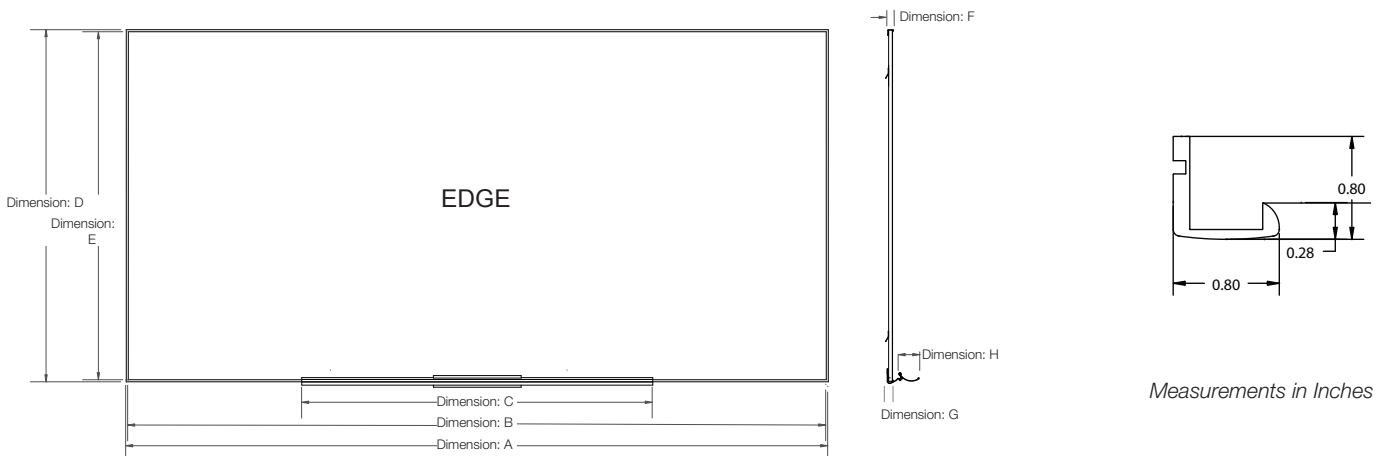 Dimension: F
Dimension: D
Dimension:
E
EDGE
0.80
0.28
0.80
Dimension: H
Dimension: C
Dimension: G
Dimension: B
Dimension: A
Measurements in Inches